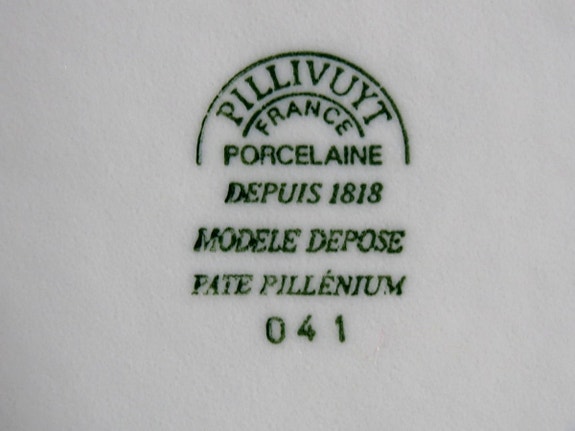 PILLIVUYT
FRANCE
PORCELAINE
DEPUIS 1818
MODELE DEPOSE
PATE PILLÉNIUM
041